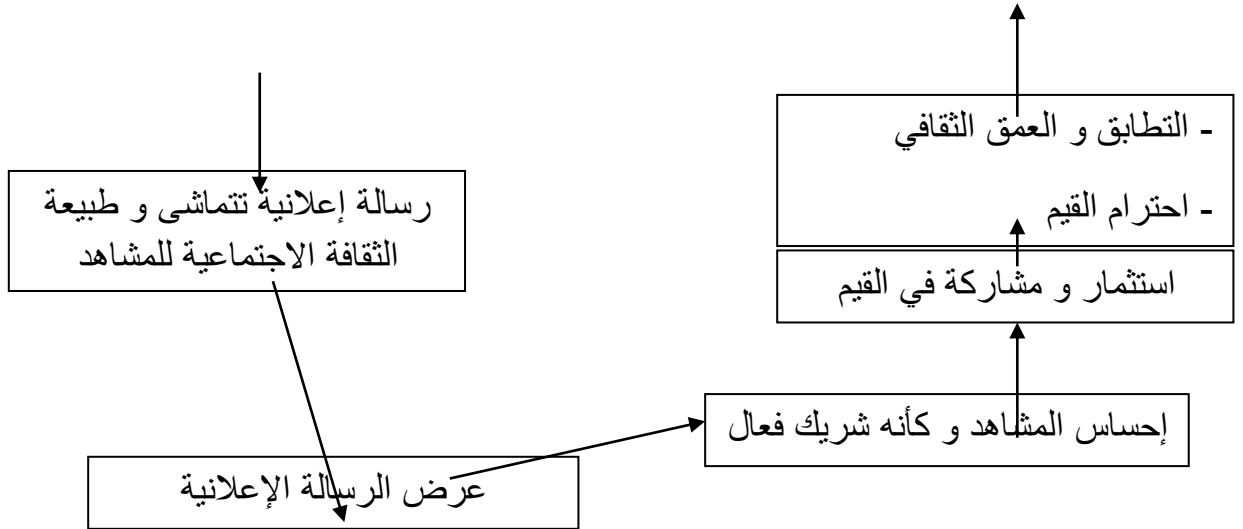 - التطابق و العمق الثقافي
- احترام القيم
رسالة إعلانية تتماشى و طبيعة
الثقافة الاجتماعية للمشاهد
استثمار و مشاركة في القيم
إحساس المشاهد و كأنه شريك فعال
عرض الرسالة الإعلانية